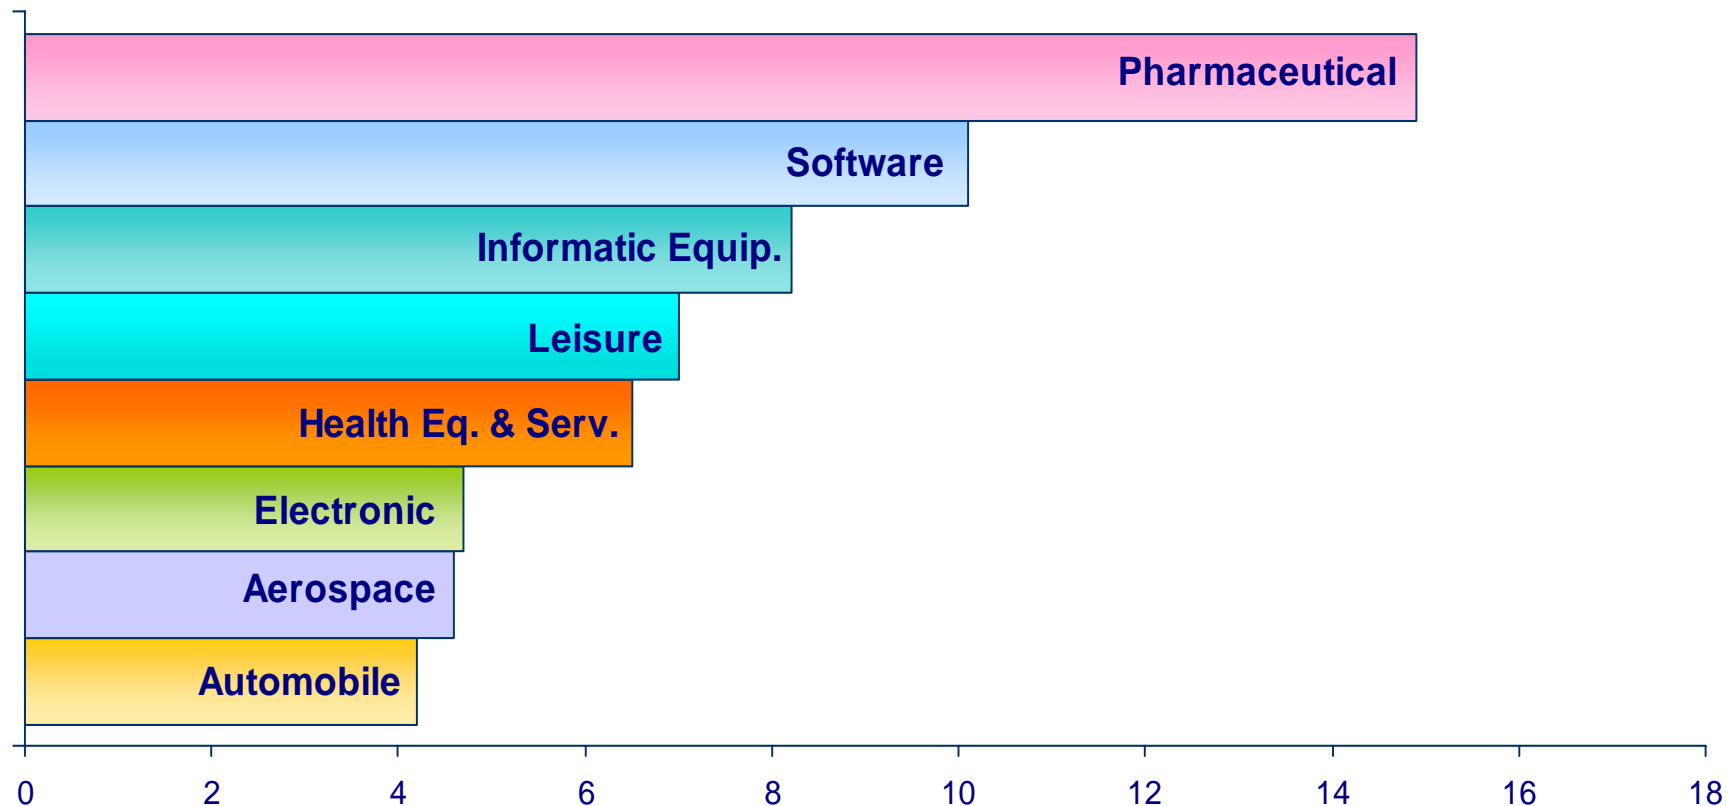 Pharmaceutical
Software
Informatic Equip.
Leisure
Health Eq. & Serv.
Electronic
Aerospace
Automobile
0 2 4 6 8 10 12 14 16 18